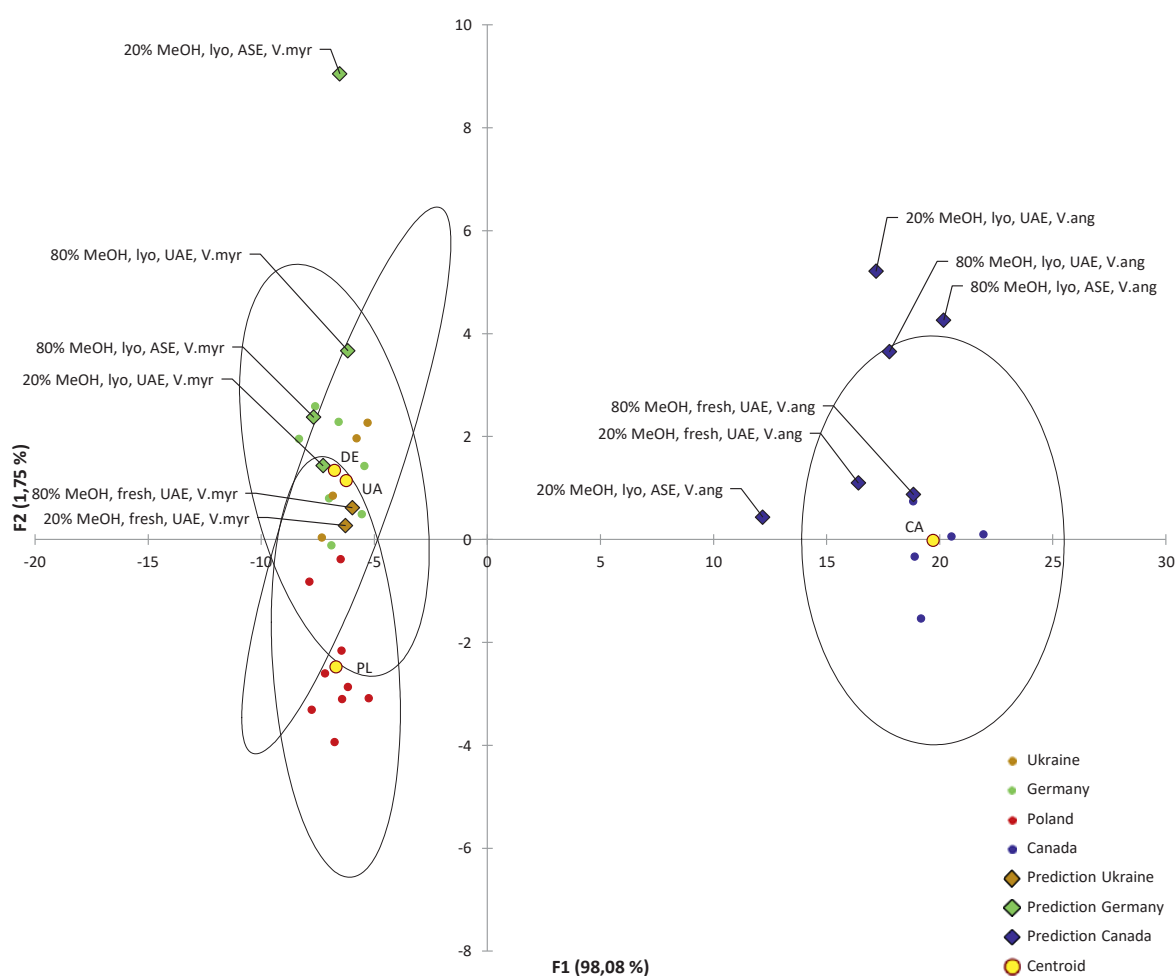 10
20% MeOH, lyo, ASE, V.myr
8
6
20% MeOH, lyo, UAE, V.ang
80% MeOH, lyo, UAE, V.myr
80% MeOH, lyo, UAE, V.ang
80% MeOH, lyo, ASE, V.ang
4
80% MeOH, lyo, ASE, V.myr
20% MeOH, lyo, UAE, V.myr
80% MeOH, fresh, UAE, V.ang
20% MeOH, fresh, UAE, V.ang
2
DE
UA
F2 (1,75 %)
80% MeOH, fresh, UAE, V.myr
20% MeOH, fresh, UAE, V.myr
20% MeOH, lyo, ASE, V.ang
CA
0
-20
-15
-10
-5
0
5
10
15
20
25
30
-2
PL
-4
-6
-8
Ukraine
Germany
Poland
Canada
Prediction Ukraine
Prediction Germany
Prediction Canada
Centroid
F1 (98,08 %)